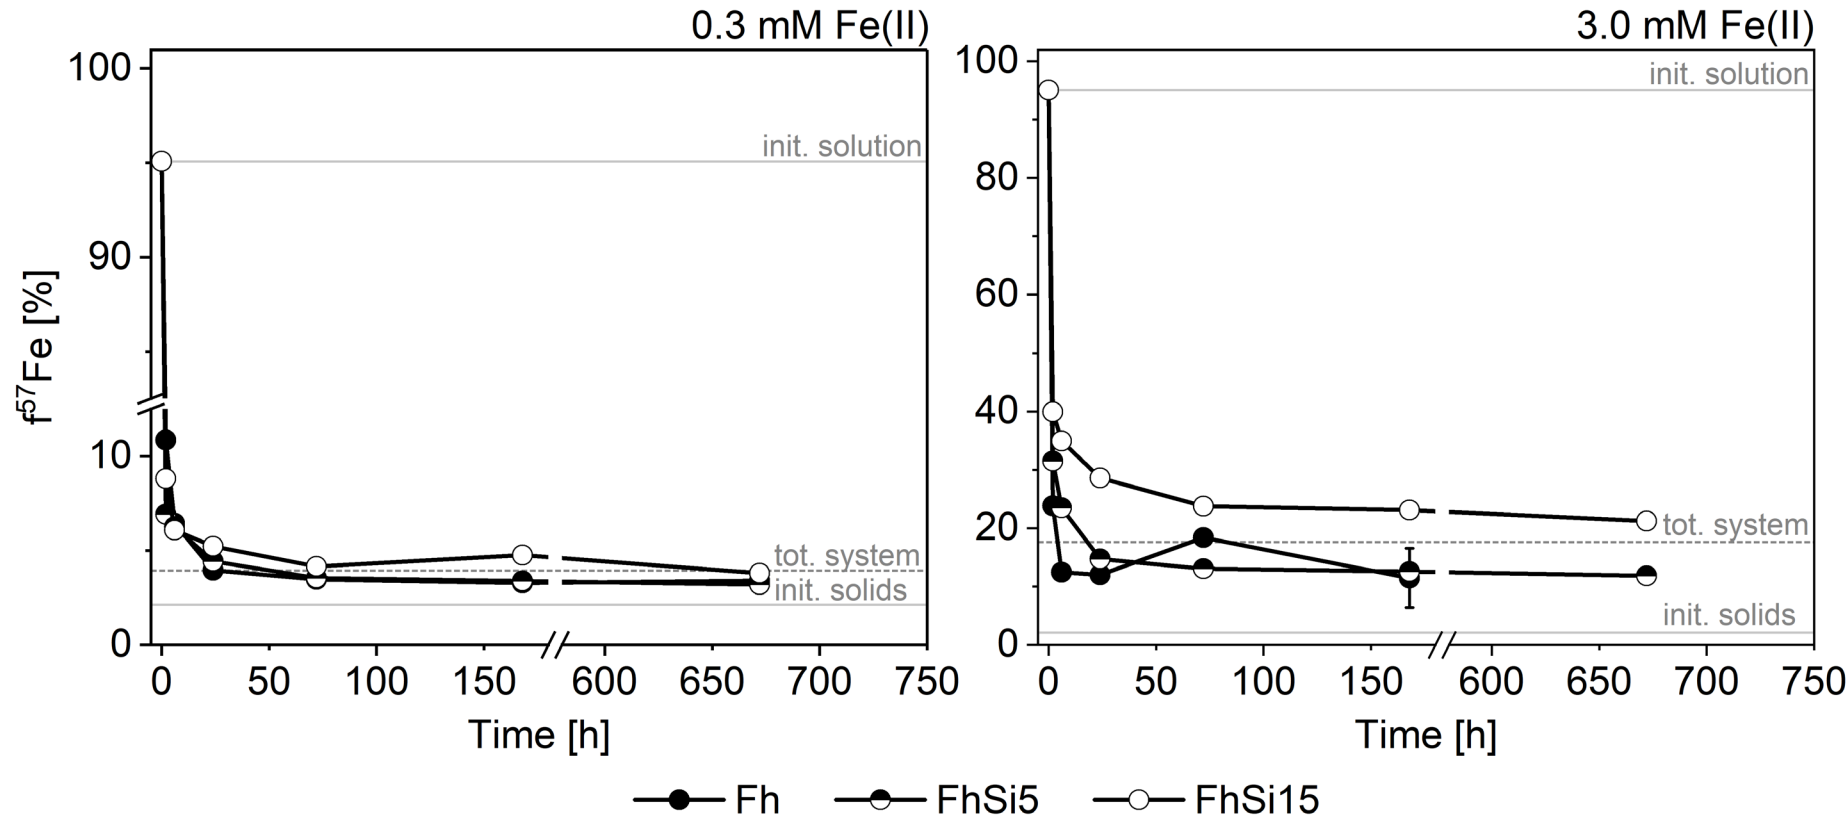 0.3 mM Fe(II)
100
90
10
0
f⁵⁷Fe [%]
init. solution
tot. system
init. solids
0 50 100 150 600 650 700 750
Time [h]
3.0 mM Fe(II)
100
80
60
40
20
0
init. solution
tot. system
init. solids
0 50 100 150 600 650 700 750
Time [h]
Fh FhSi5 FhSi15